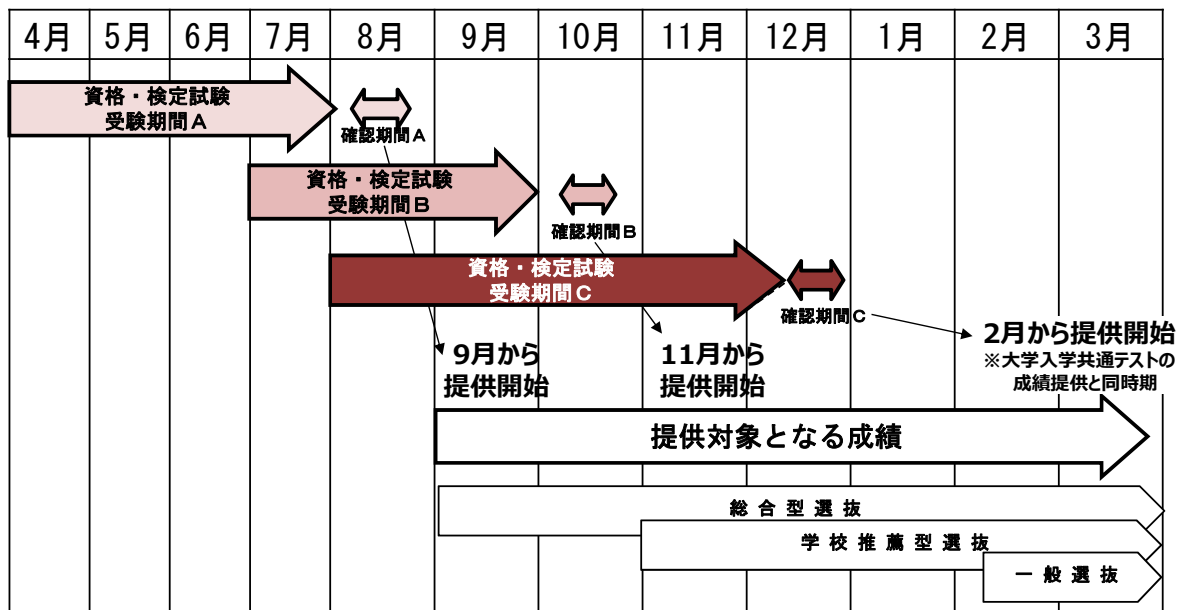 4月 5月 6月 7月 8月 9月 10月 11月 12月 1月 2月 3月
資格・検定試験
受験期間A
確認期間A
資格・検定試験
受験期間B
確認期間B
資格・検定試験
受験期間C
確認期間C
9月から
提供開始
11月から
提供開始
2月から提供開始
※大学入学共通テストの
成績提供と同時期
提供対象となる成績
総合型選抜
学校推薦型選抜
一般選抜